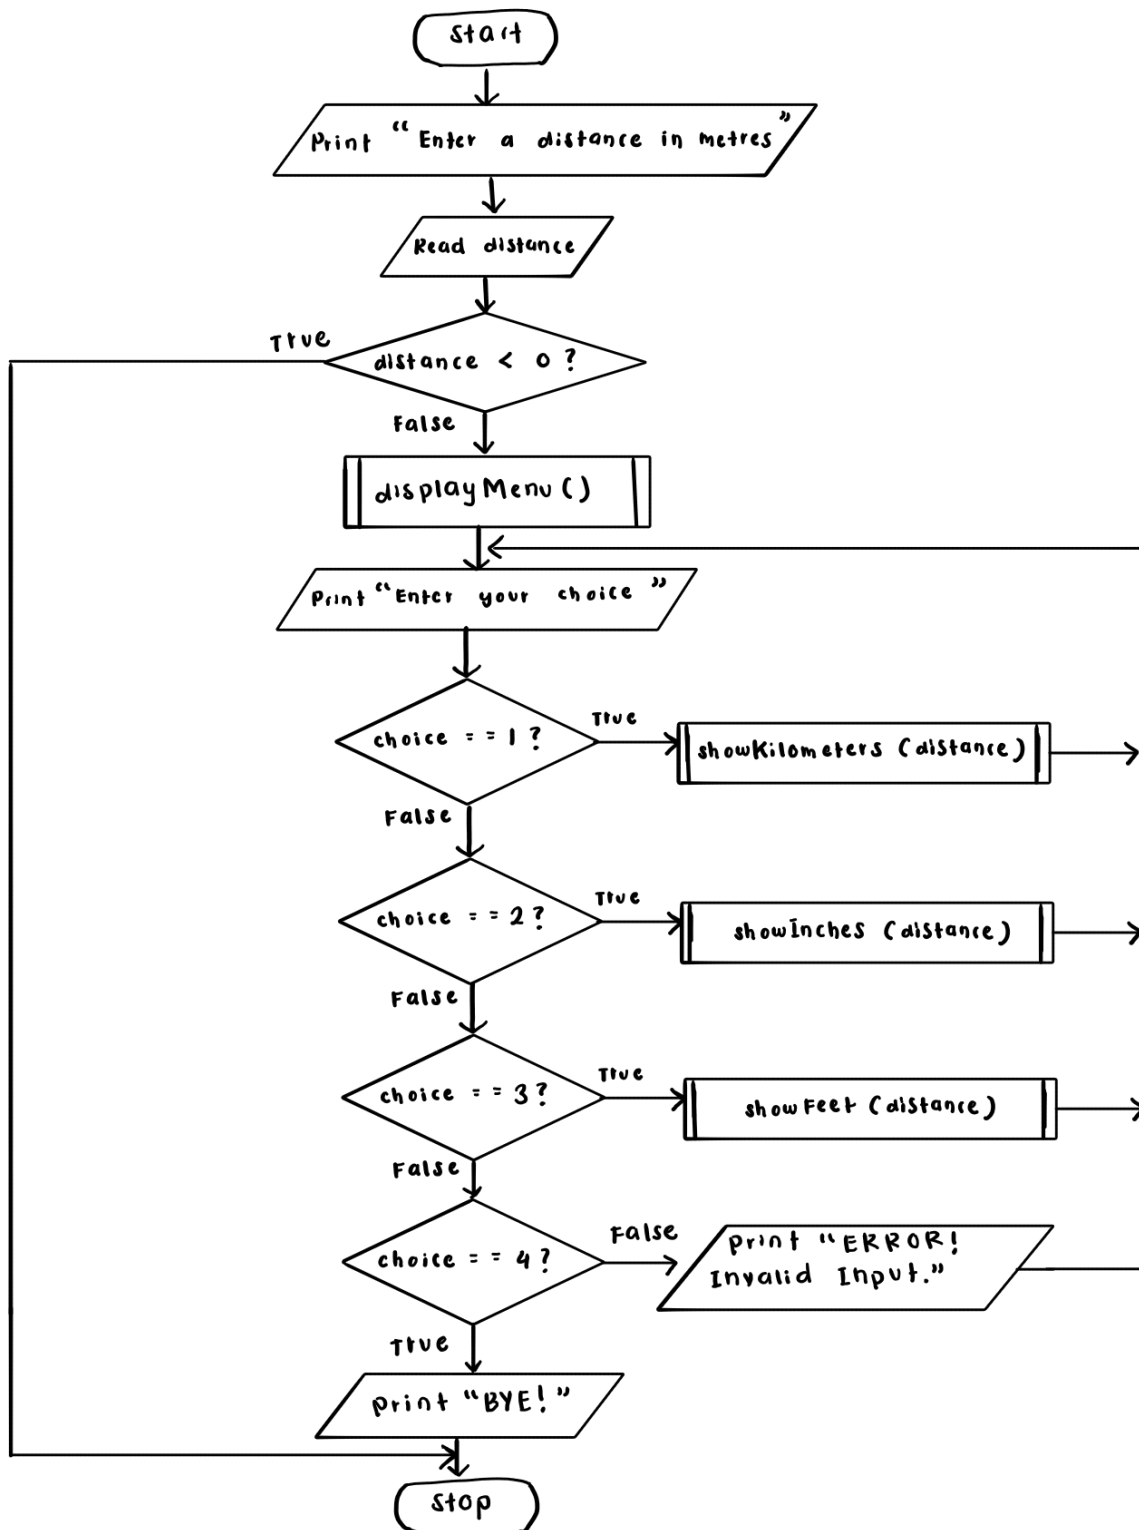 Start
Print "Enter a distance in metres"
Read distance
True
distance < 0 ?
False
displayMenu ()
Print "Enter your choice"
choice == 1 ?
True
showKilometers (distance)
False
choice == 2 ?
True
showInches (distance)
False
choice == 3 ?
True
showFeet (distance)
False
choice == 4 ?
False
Print "ERROR!
Invalid Input."
True
Print "BYE!"
Stop